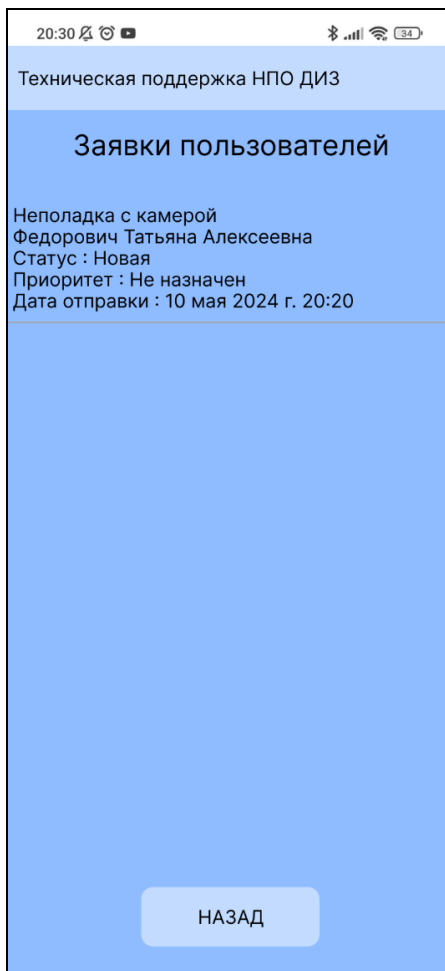 20:30
34
Техническая поддержка НПО ДИЗ
Заявки пользователей
Неполадка с камерой
Федорович Татьяна Алексеевна
Статус : Новая
Приоритет : Не назначен
Дата отправки : 10 мая 2024 г. 20:20
НАЗАД